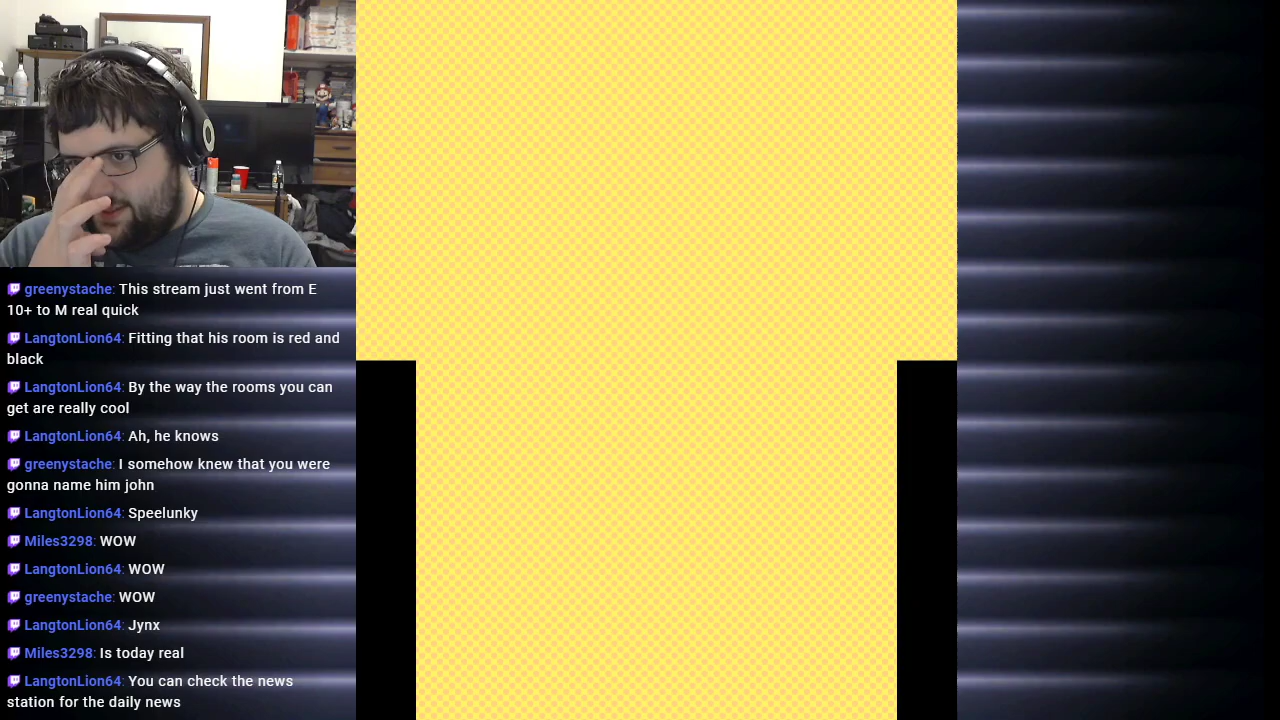 greenystache: This stream just went from E
10+ to M real quick
LangtonLion64: Fitting that his room is red and
black
LangtonLion64: By the way the rooms you can
get are really cool
LangtonLion64: Ah, he knows
greenystache: I somehow knew that you were
gonna name him john
LangtonLion64: Speelunky
Miles3298: WOW
LangtonLion64: WOW
greenystache: WOW
LangtonLion64: Jynx
Miles3298: Is today real
LangtonLion64: You can check the news
station for the daily news